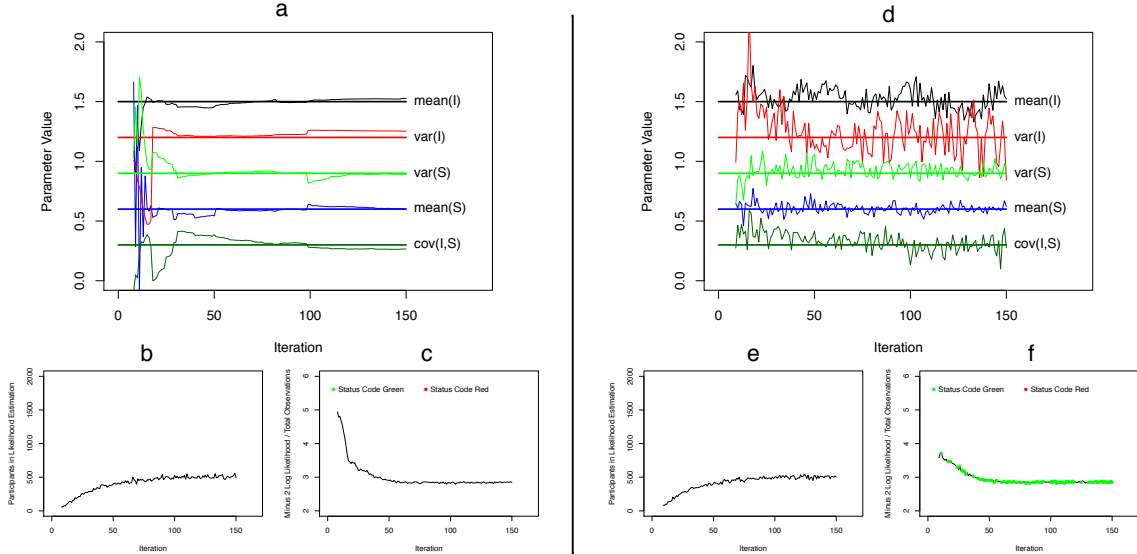 a
Parameter Value
2.0
1.5
1.0
0.5
0.0
mean(I)
var(I)
var(S)
mean(S)
cov(I,S)
0 50 100 150
Iteration
b
Participants in Likelihood Estimation
2000
1500
1000
500
0
0 50 100 150
Iteration
c
Minus 2 Log Likelihood / Total Observations
6
5
4
3
2
Status Code Green Status Code Red
0 50 100 150
Iteration
d
Parameter Value
2.0
1.5
1.0
0.5
0.0
mean(I)
var(I)
var(S)
mean(S)
cov(I,S)
0 50 100 150
Iteration
e
Participants in Likelihood Estimation
2000
1500
1000
500
0
0 50 100 150
Iteration
f
Minus 2 Log Likelihood / Total Observations
6
5
4
3
2
Status Code Green Status Code Red
0 50 100 150
Iteration